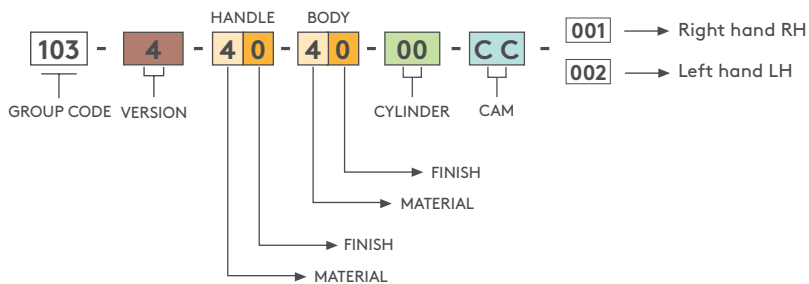 HANDLE BODY
103 - 4 - 4 0 - 4 0 - 00 - C C - 001 Right hand RH
002 Left hand LH
GROUP CODE VERSION CYLINDER CAM
FINISH
MATERIAL
FINISH
MATERIAL